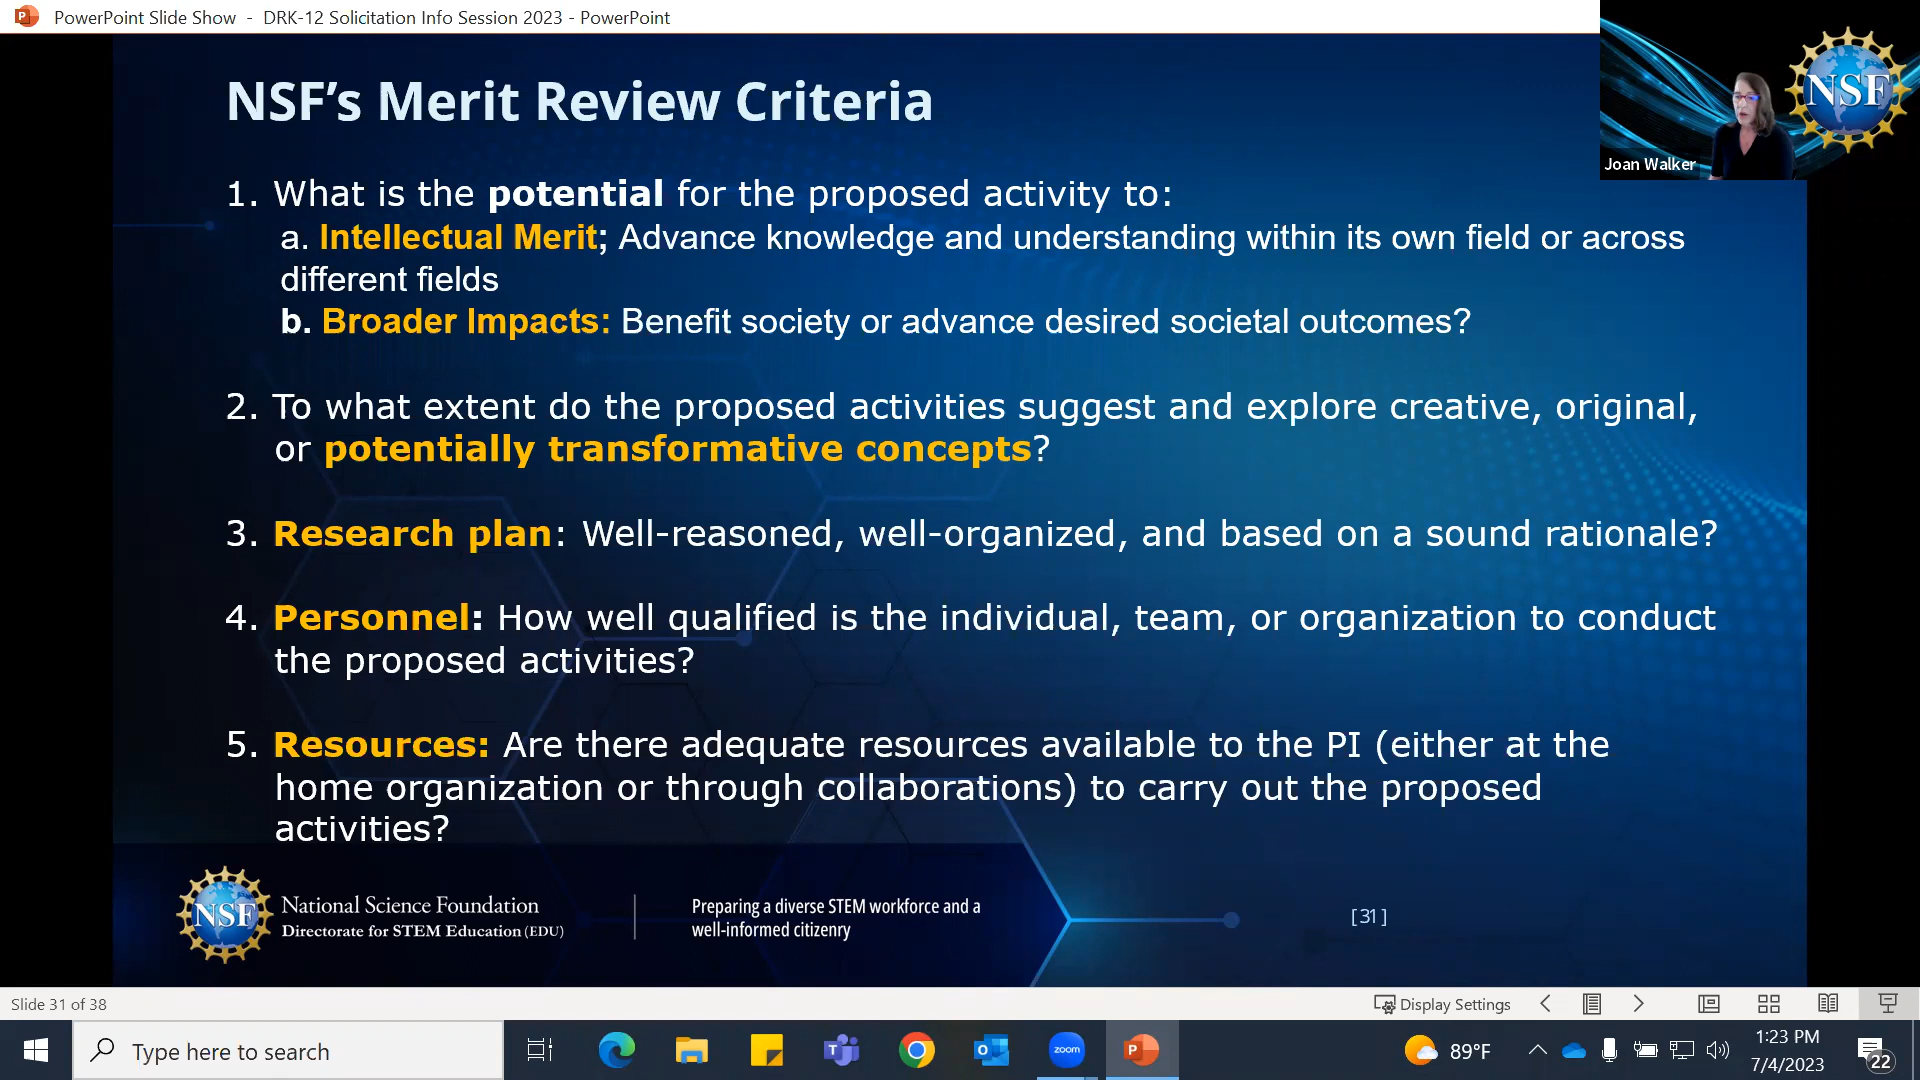 PowerPoint Slide Show - DRK-12 Solicitation Info Session 2023 - PowerPoint
NSF
Joan Walker
NSF’s Merit Review Criteria
1. What is the potential for the proposed activity to:
a. Intellectual Merit; Advance knowledge and understanding within its own field or across
different fields
b. Broader Impacts: Benefit society or advance desired societal outcomes?
2. To what extent do the proposed activities suggest and explore creative, original,
or potentially transformative concepts?
3. Research plan: Well-reasoned, well-organized, and based on a sound rationale?
4. Personnel: How well qualified is the individual, team, or organization to conduct
the proposed activities?
5. Resources: Are there adequate resources available to the PI (either at the
home organization or through collaborations) to carry out the proposed
activities?
NSF
National Science Foundation
Directorate for STEM Education (EDU)
Preparing a diverse STEM workforce and a
well-informed citizenry
[31]
Slide 31 of 38
Display Settings
Type here to search
zoom
89°F
1:23 PM
7/4/2023
22